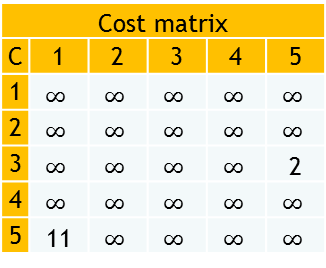 Cost matrix
C 1 2 3 4 5
1 ∞ ∞ ∞ ∞ ∞
2 ∞ ∞ ∞ ∞ ∞
3 ∞ ∞ ∞ ∞ 2
4 ∞ ∞ ∞ ∞ ∞
5 11 ∞ ∞ ∞ ∞